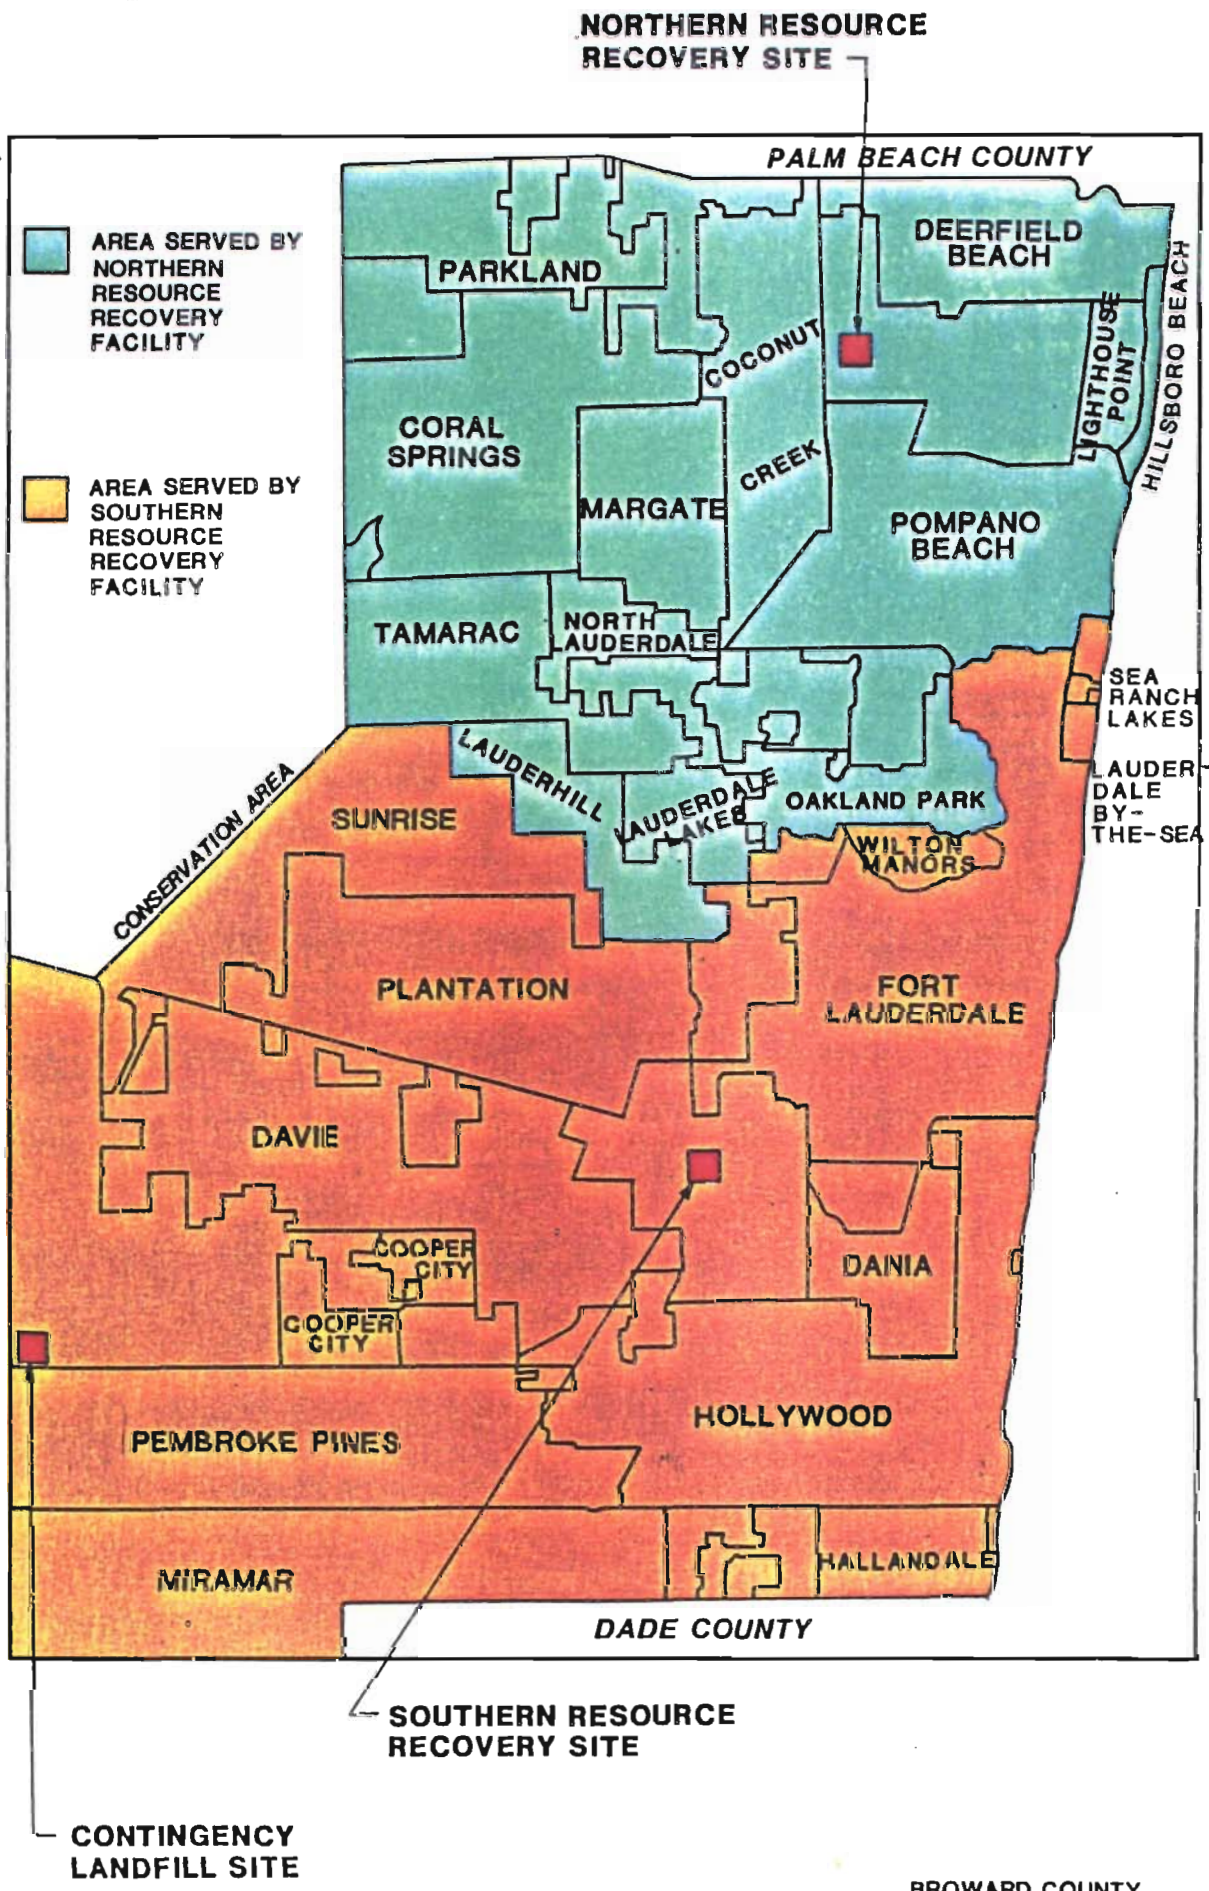 NORTHERN RESOURCE
RECOVERY SITE
PALM BEACH COUNTY
AREA SERVED BY
NORTHERN
RESOURCE
RECOVERY
FACILITY
DEERFIELD
BEACH
PARKLAND
HILLSBORO BEACH
LIGHTHOUSE
POINT
COCONUT
CREEK
CORAL
SPRINGS
AREA SERVED BY
SOUTHERN
RESOURCE
RECOVERY
FACILITY
MARGATE
POMPANO
BEACH
TAMARAC
NORTH
LAUDERDALE
SEA
RANCH
LAKES
LAUDERHILL
LAUDERDALE
LAKES
OAKLAND PARK
LAUDER-
DALE
BY-
THE-SEA
CONSERVATION AREA
SUNRISE
WILTON
MANORS
PLANTATION
FORT
LAUDERDALE
DAVIE
COOPER
CITY
DANIA
COOPER
CITY
HOLLYWOOD
PEMBROKE PINES
MIRAMAR
HALLANDALE
DADE COUNTY
SOUTHERN RESOURCE
RECOVERY SITE
CONTINGENCY
LANDFILL SITE
BROWARD COUNTY